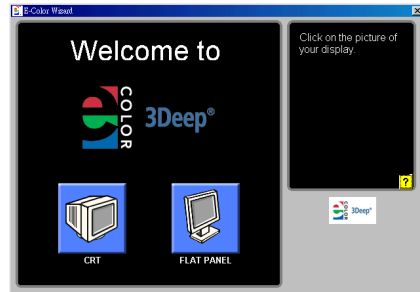 E-Color Wizard
Welcome to
COLOR
3Deep®
CRT
FLAT PANEL
Click on the picture of
your display.
?
COLOR
3Deep®